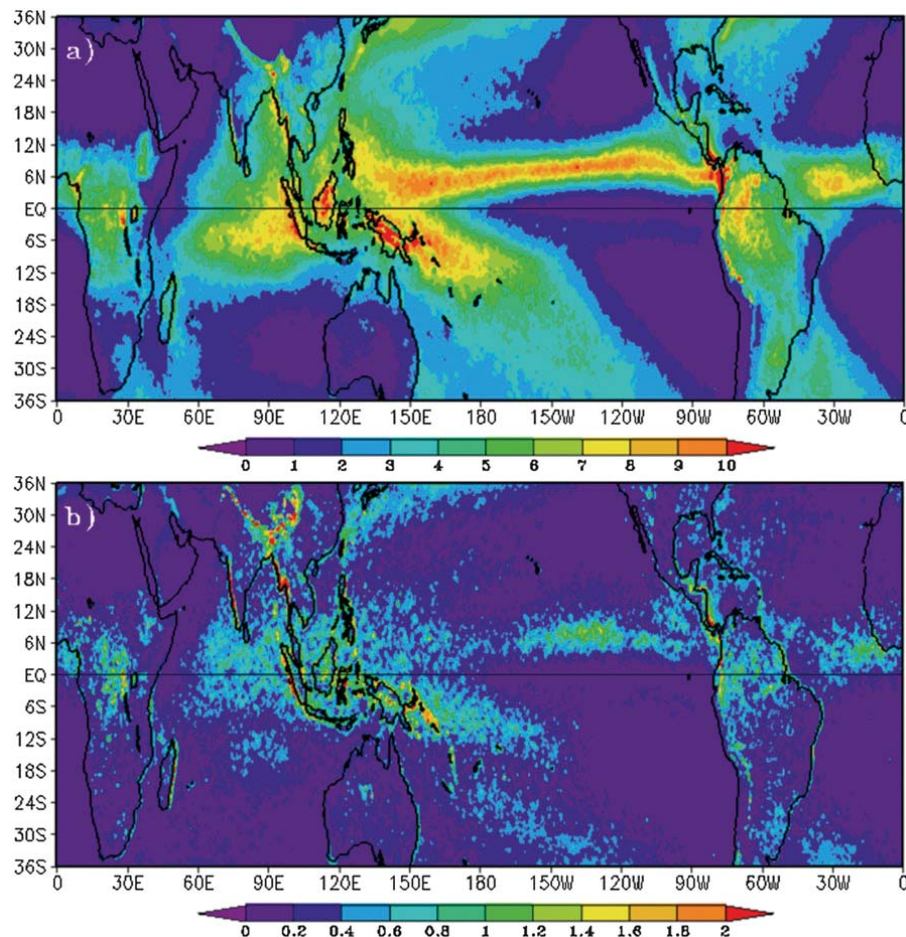 36N
a)
30N
24N
18N
12N
6N
EQ
6S
12S
18S
24S
30S
36S
0 30E 60E 90E 120E 150E 180 150W 120W 90W 60W 30W 0
0 1 2 3 4 5 6 7 8 9 10
36N
b)
30N
24N
18N
12N
6N
EQ
6S
12S
18S
24S
30S
36S
0 30E 60E 90E 120E 150E 180 150W 120W 90W 60W 30W 0
0 0.2 0.4 0.6 0.8 1 1.2 1.4 1.6 1.8 2